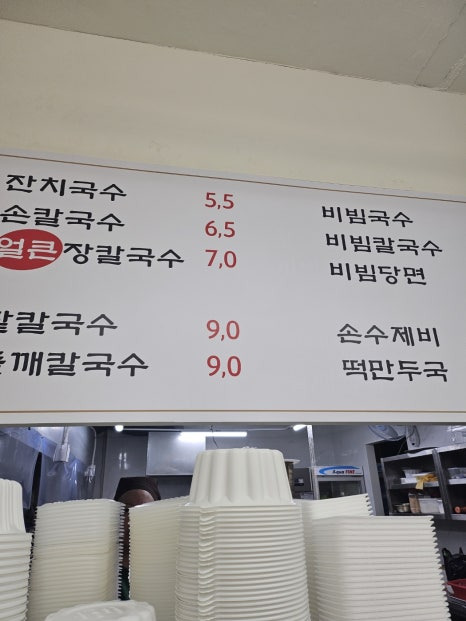 잔치국수 5,5
손칼국수 6,5
얼큰 장칼국수 7,0
칼국수 9,0
깨칼국수 9,0
비빔국수
비빔칼국수
비빔당면
손수제비
떡만두국